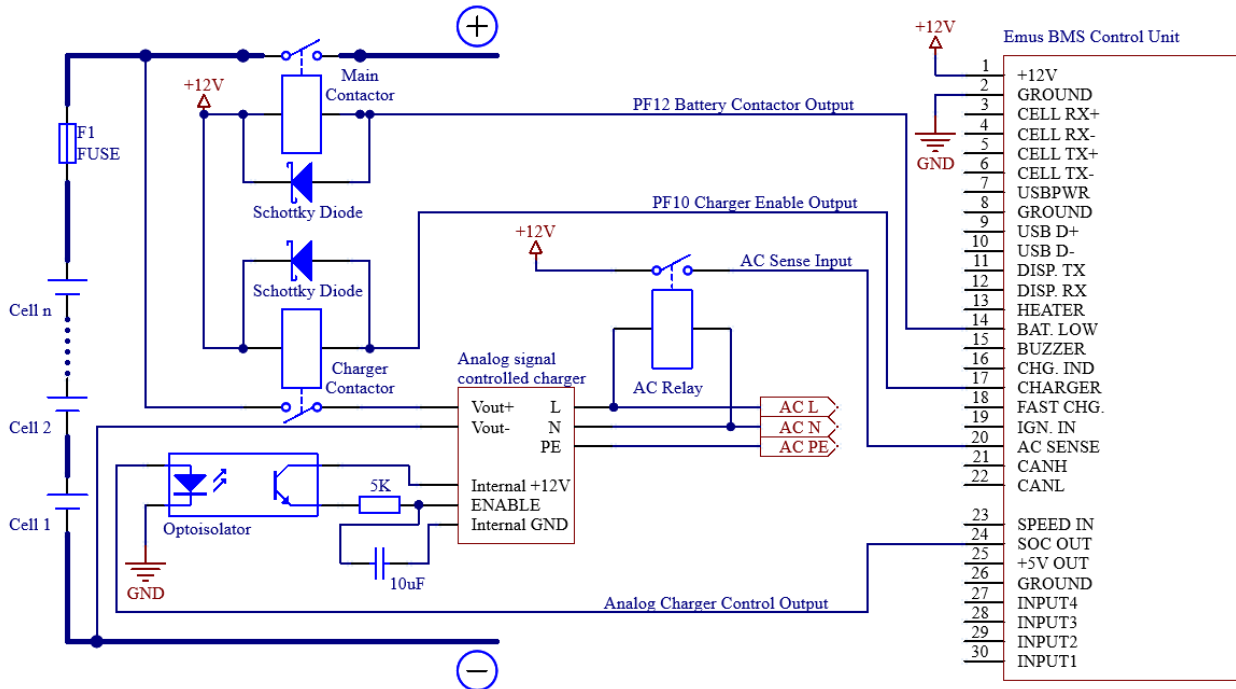 Emus BMS Control Unit
+12V
Main
Contactor
+12V
PF12 Battery Contactor Output
F1
FUSE
GND
Schottky Diode
PF10 Charger Enable Output
+12V
AC Sense Input
Schottky Diode
Cell n
Charger
Contactor
Analog signal
controlled charger
AC Relay
Vout+
L
AC L
Vout-
N
AC N
PE
AC PE
Cell 2
Internal +12V
5K
ENABLE
Internal GND
Cell 1
Optoisolator
10uF
GND
Analog Charger Control Output
1 +12V
2 GROUND
3 CELL RX+
4 CELL RX-
5 CELL TX+
6 CELL TX-
7 USBPWR
8 GROUND
9 USB D+
10 USB D-
11 DISP. TX
12 DISP. RX
13 HEATER
14 BAT. LOW
15 BUZZER
16 CHG. IND
17 CHARGER
18 FAST CHG.
19 IGN. IN
20 AC SENSE
21 CANH
22 CANL
23 SPEED IN
24 SOC OUT
25 +5V OUT
26 GROUND
27 INPUT4
28 INPUT3
29 INPUT2
30 INPUT1